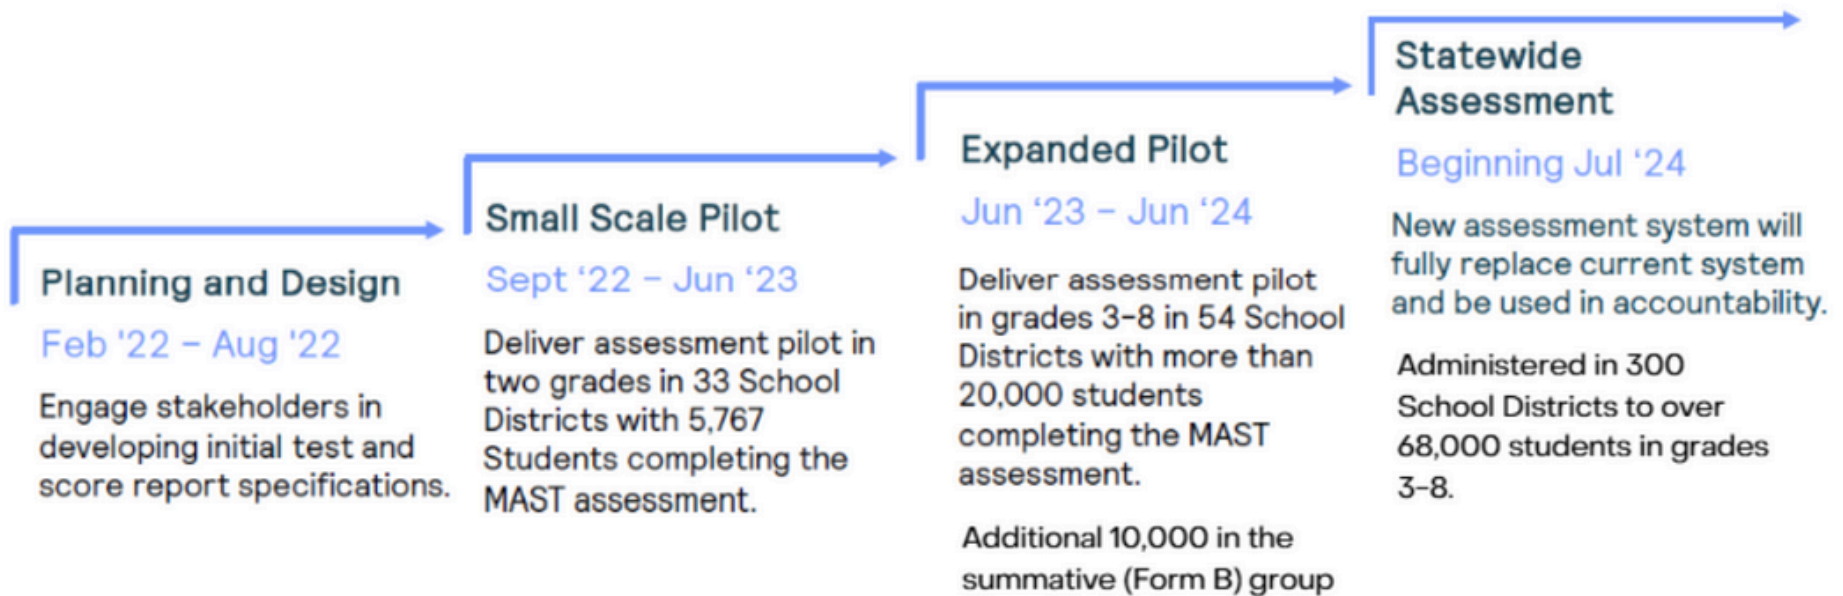 Planning and Design
Feb '22 – Aug '22
Engage stakeholders in
developing initial test and
score report specifications.
Small Scale Pilot
Sept ‘22 – Jun ‘23
Deliver assessment pilot in
two grades in 33 School
Districts with 5,767
Students completing the
MAST assessment.
Expanded Pilot
Jun ‘23 – Jun ‘24
Deliver assessment pilot
in grades 3-8 in 54 School
Districts with more than
20,000 students
completing the MAST
assessment.
Additional 10,000 in the
summative (Form B) group
Statewide
Assessment
Beginning Jul ‘24
New assessment system will
fully replace current system
and be used in accountability.
Administered in 300
School Districts to over
68,000 students in grades
3-8.